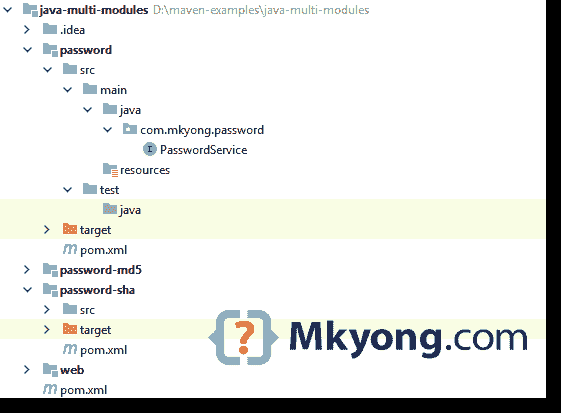 java-multi-modules D:\maven-examples\java-multi-modules
.idea
password
src
main
java
com.mkyong.password
I PasswordService
resources
test
java
target
m pom.xml
password-md5
password-sha
src
target
m pom.xml
{?} Mkyong.com
web
m pom.xml